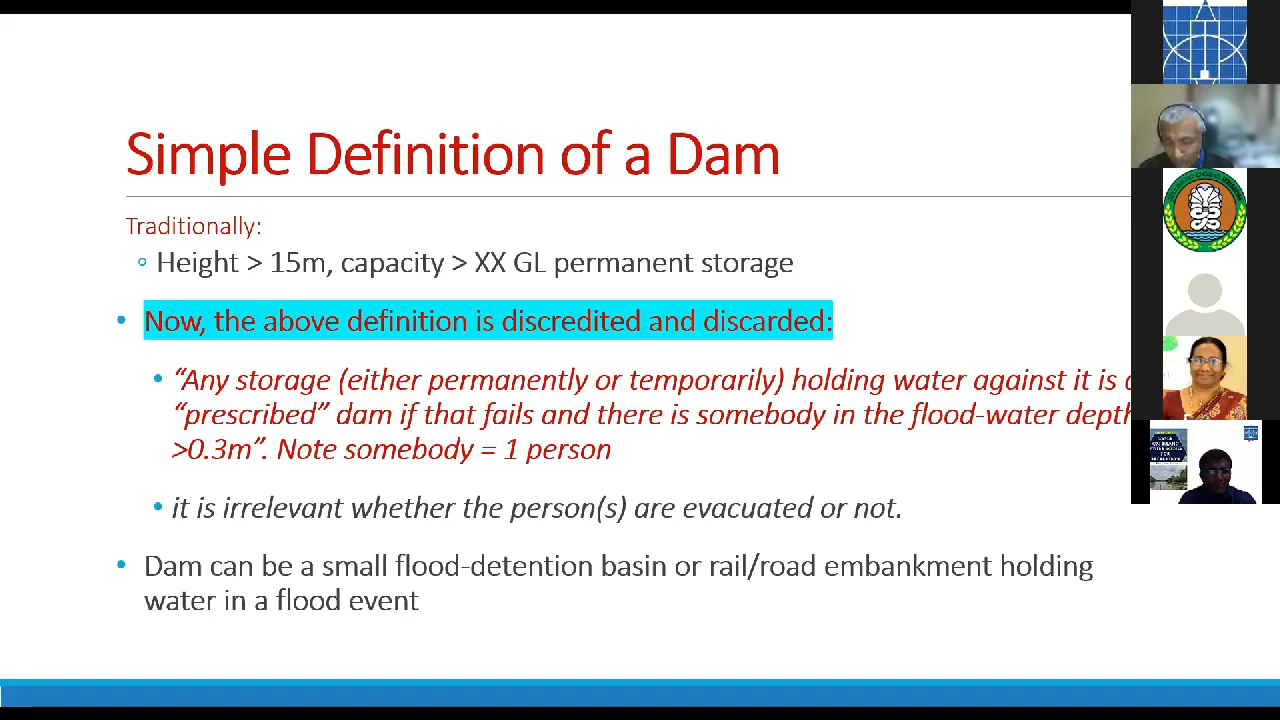 Simple Definition of a Dam
Traditionally:
Height > 15m, capacity > XX GL permanent storage
• Now, the above definition is discredited and discarded:
• “Any storage (either permanently or temporarily) holding water against it is
“prescribed” dam if that fails and there is somebody in the flood-water depth
>0.3m”. Note somebody = 1 person
• it is irrelevant whether the person(s) are evacuated or not.
• Dam can be a small flood-detention basin or rail/road embankment holding
water in a flood event